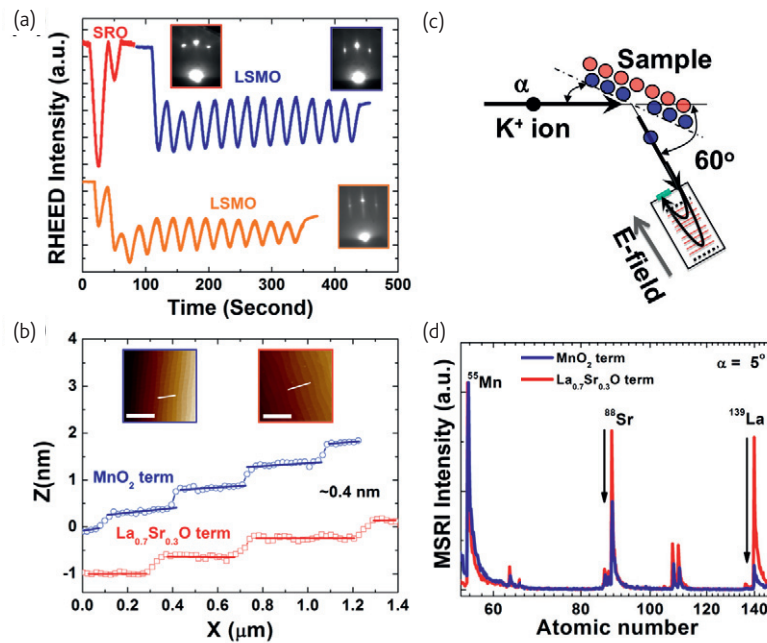 (a)
SRO
LSMO
LSMO
RHEED Intensity (a.u.)
0 100 200 300 400 500
Time (Second)
(b)
4
3
2
1
0
-1
Z(nm)
MnO₂ term
~0.4 nm
La₀.₇Sr₀.₃O term
0.0 0.2 0.4 0.6 0.8 1.0 1.2 1.4
X (μm)
(c)
Sample
α
K⁺ ion
60°
E-field
(d)
MnO₂ term
La₀.₇Sr₀.₃O term
α = 5°
⁵⁵Mn
⁸⁸Sr
¹³⁹La
MSRI Intensity (a.u.)
60 80 100 120 140
Atomic number